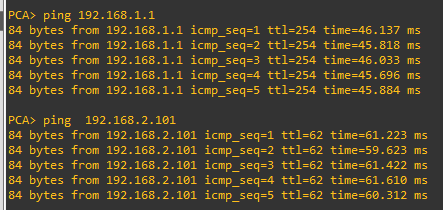 PCA> ping 192.168.1.1
84 bytes from 192.168.1.1 icmp_seq=1 ttl=254 time=46.137 ms
84 bytes from 192.168.1.1 icmp_seq=2 ttl=254 time=45.818 ms
84 bytes from 192.168.1.1 icmp_seq=3 ttl=254 time=46.033 ms
84 bytes from 192.168.1.1 icmp_seq=4 ttl=254 time=45.696 ms
84 bytes from 192.168.1.1 icmp_seq=5 ttl=254 time=45.884 ms
PCA> ping  192.168.2.101
84 bytes from 192.168.2.101 icmp_seq=1 ttl=62 time=61.223 ms
84 bytes from 192.168.2.101 icmp_seq=2 ttl=62 time=59.623 ms
84 bytes from 192.168.2.101 icmp_seq=3 ttl=62 time=61.422 ms
84 bytes from 192.168.2.101 icmp_seq=4 ttl=62 time=61.610 ms
84 bytes from 192.168.2.101 icmp_seq=5 ttl=62 time=60.312 ms